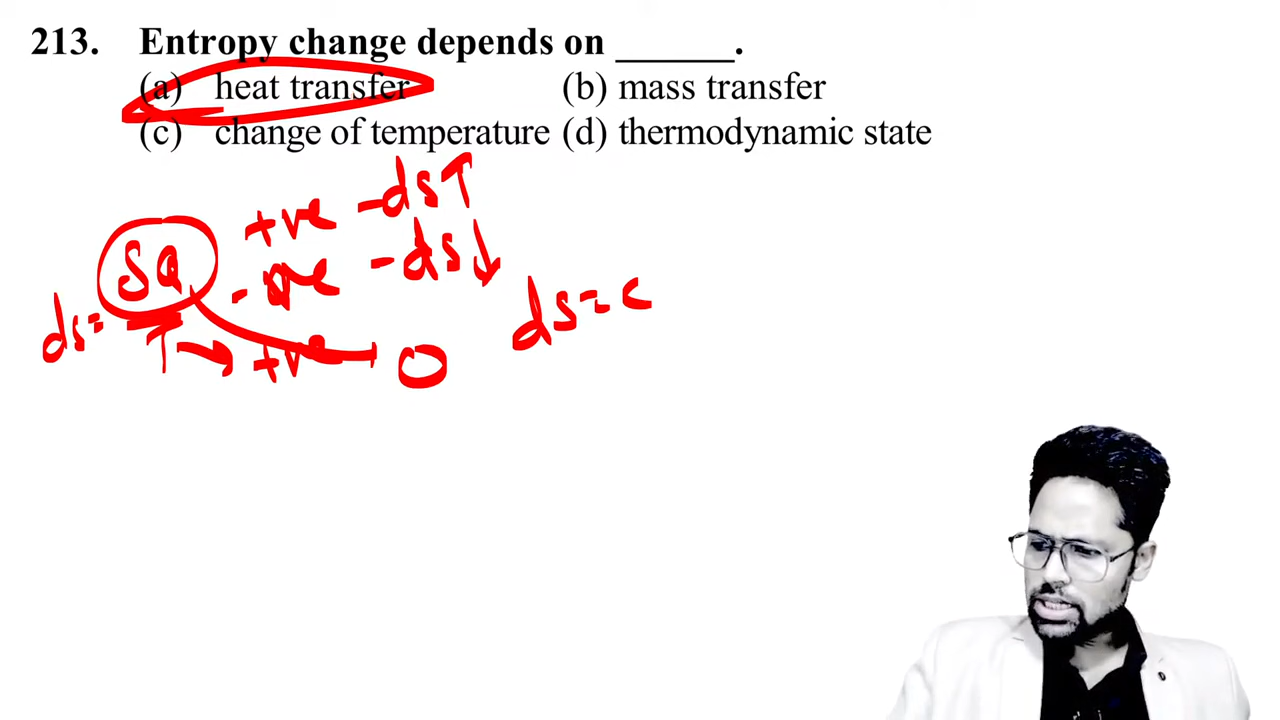 213. Entropy change depends on ______.
(a) heat transfer (b) mass transfer
(c) change of temperature (d) thermodynamic state
+ve - ds↑
-ve - ds↓
ds = δQ / T → +ve
0
ds = c